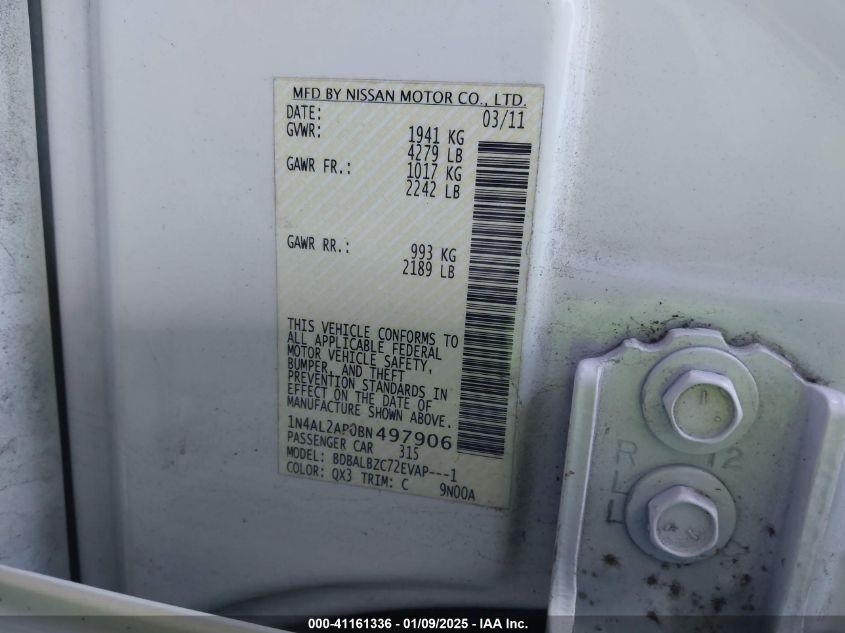 MFD BY NISSAN MOTOR CO., LTD.
DATE: 03/11
GVWR: 1941 KG
4279 LB
GAWR FR.: 1017 KG
2242 LB
GAWR RR.: 993 KG
2189 LB
THIS VEHICLE CONFORMS TO
ALL APPLICABLE FEDERAL
MOTOR VEHICLE SAFETY,
BUMPER, AND THEFT
PREVENTION STANDARDS IN
EFFECT ON THE DATE OF
MANUFACTURE SHOWN ABOVE.
1N4AL2AP0BN497906
PASSENGER CAR 315
MODEL: BDBALBZC72EVAP---1
COLOR: QX3 TRIM: C 9N00A
R 12
L
L
000-41161336 - 01/09/2025 - IAA Inc.